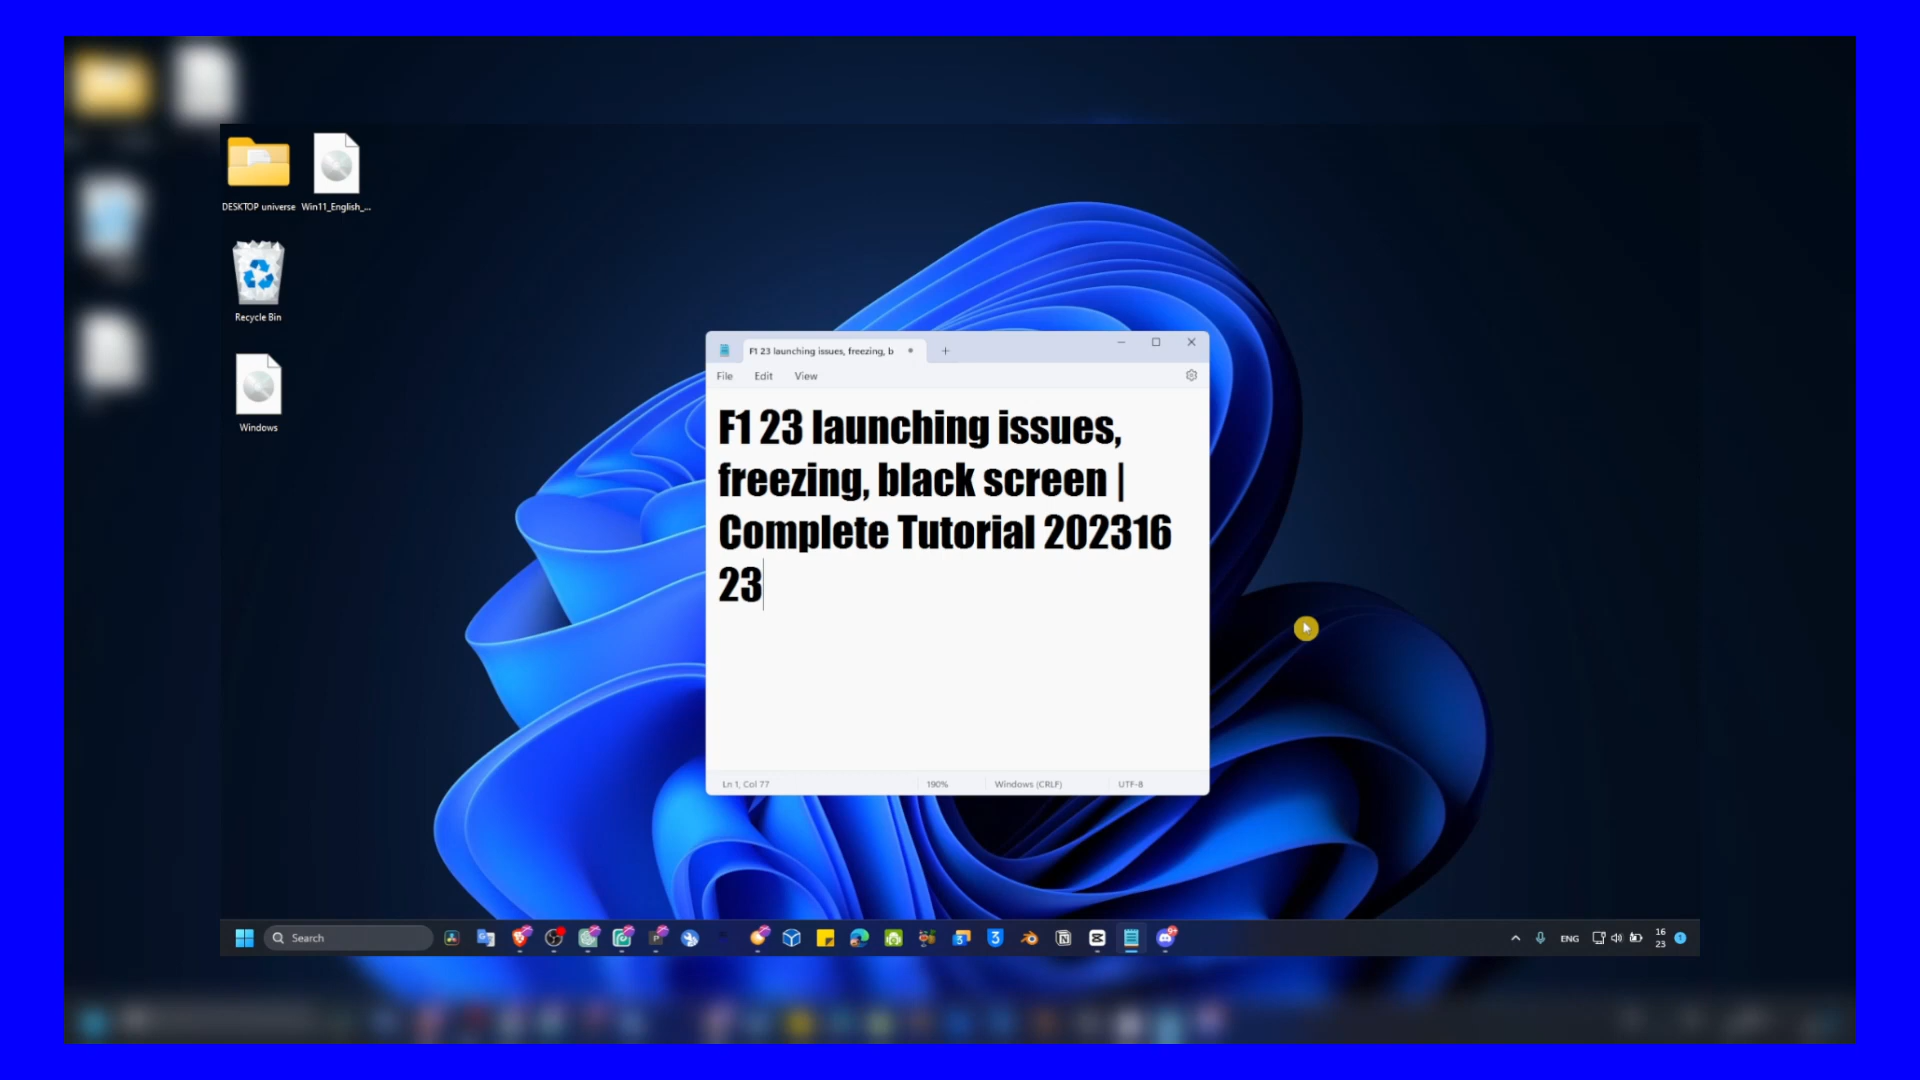 DESKTOP universe
Win11_English_...
Recycle Bin
Windows
F1 23 launching issues, freezing, b
File Edit View
F1 23 launching issues,
freezing, black screen |
Complete Tutorial 202316
23
Ln 1, Col 77
190%
Windows (CRLF)
UTF-8
Search
ENG
16
23